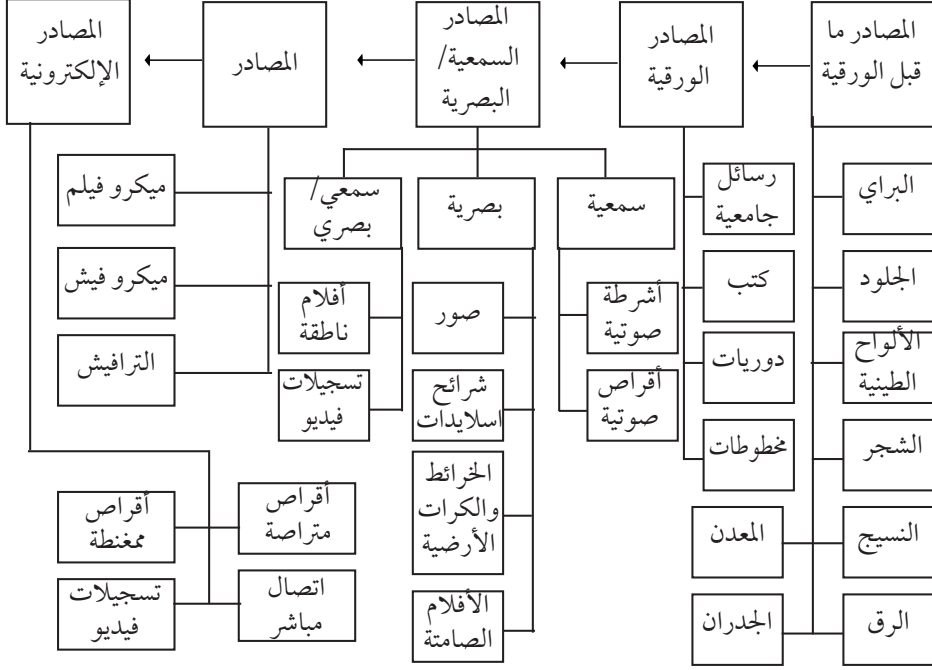 المصادر ما
قبل الورقية
المصادر
الورقية
المصادر
السمعية/
البصرية
المصادر
المصادر
الإلكترونية
البراي
الجلود
الألواح
الطينية
الشجر
النسيج
المعدن
الرق
الجدران
رسائل
جامعية
كتب
دوريات
مخطوطات
سمعية
أشرطة
صوتية
أقراص
صوتية
بصرية
صور
شرائح
اسلايدات
الخرائط
والكرات
الأرضية
الأفلام
الصامتة
سمعي/
بصري
أفلام
ناطقة
تسجيلات
فيديو
ميكرو فيلم
ميكرو فيش
الترافيش
أقراص
متراصة
أقراص
ممغنطة
اتصال
مباشر
تسجيلات
فيديو